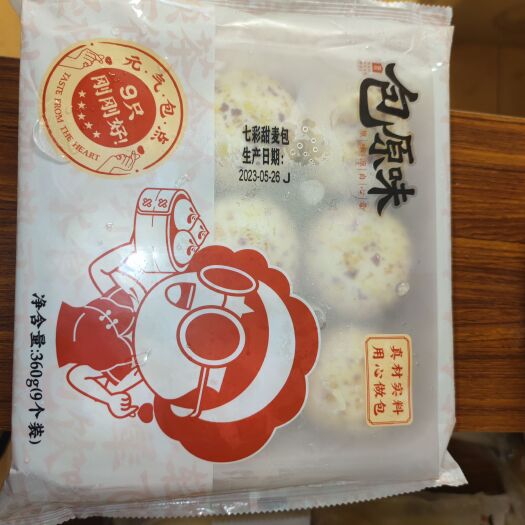 包原味
元·气·包·沾
9只
刚刚好!
TASTE FROM THE HEART
七彩甜麦包
生产日期:
2023-05-26 J
真材实料
用心做包
净含量:360g(9个装)